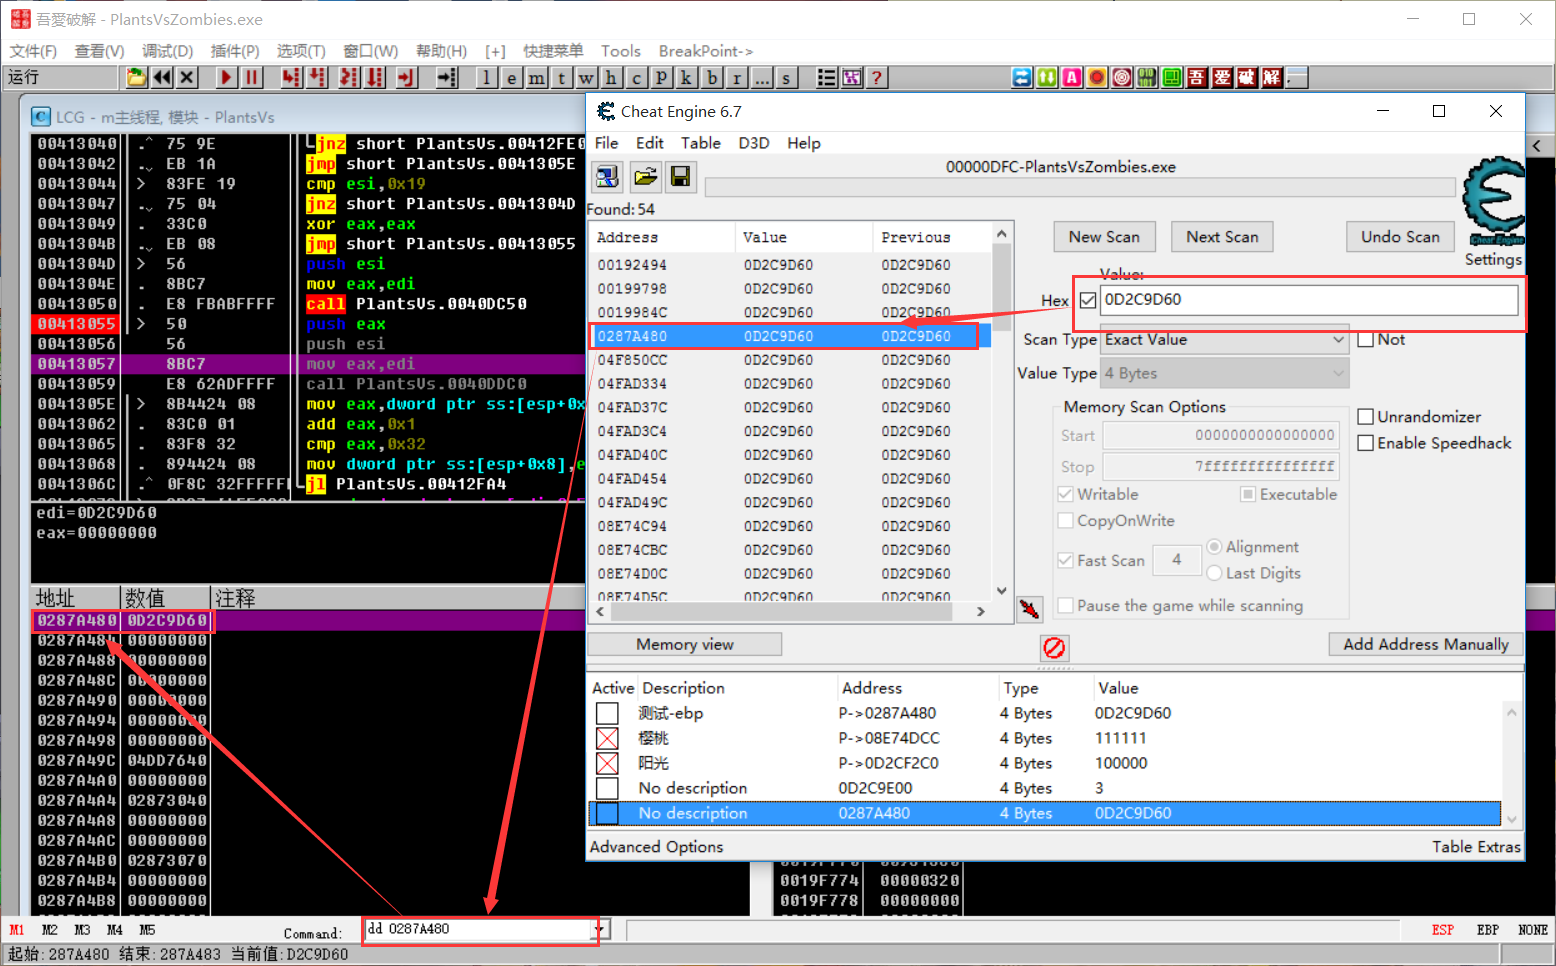 吾愛破解 - PlantsVsZombies.exe
文件(F) 查看(V) 调试(D) 插件(P) 选项(T) 窗口(W) 帮助(H) [+] 快捷菜单 Tools BreakPoint->
运行 l e m t w h c p k b r ... s ? 吾 爱 破 解
LCG - m主线程, 模块 - PlantsVs
00413040 .^ 75 9E jnz short PlantsVs.00412FE0
00413042 .˅ EB 1A jmp short PlantsVs.0041305E
00413044 > 83FE 19 cmp esi,0x19
00413047 .˅ 75 04 jnz short PlantsVs.0041304D
00413049 . 33C0 xor eax,eax
0041304B .˅ EB 08 jmp short PlantsVs.00413055
0041304D > 56 push esi
0041304E . 8BC7 mov eax,edi
00413050 . E8 FBABFFFF call PlantsVs.0040DC50
00413055 > 50 push eax
00413056 56 push esi
00413057 8BC7 mov eax,edi
00413059 E8 62ADFFFF call PlantsVs.0040DDC0
0041305E > 8B4424 08 mov eax,dword ptr ss:[esp+0x
00413062 . 83C0 01 add eax,0x1
00413065 . 83F8 32 cmp eax,0x32
00413068 . 894424 08 mov dword ptr ss:[esp+0x8],e
0041306C .^ 0F8C 32FFFFFF jl PlantsVs.00412FA4
edi=0D2C9D60
eax=00000000
地址 数值 注释
0287A480 0D2C9D60
0287A484 00000000
0287A488 00000000
0287A48C 00000000
0287A490 00000000
0287A494 00000000
0287A498 00000000
0287A49C 04DD7640
0287A4A0 00000000
0287A4A4 02873040
0287A4A8 00000000
0287A4AC 00000000
0287A4B0 02873070
0287A4B4 00000000
0287A4B8 00000000
0019F774 00000320
0019F778 00000000
M1 M2 M3 M4 M5 Command: dd 0287A480 ESP EBP NONE
起始:287A480 结束:287A483 当前值:D2C9D60
Cheat Engine 6.7
File Edit Table D3D Help
00000DFC-PlantsVsZombies.exe
Found:54
Address Value Previous
00192494 0D2C9D60 0D2C9D60
00199798 0D2C9D60 0D2C9D60
0019984C 0D2C9D60 0D2C9D60
0287A480 0D2C9D60 0D2C9D60
04F850CC 0D2C9D60 0D2C9D60
04FAD334 0D2C9D60 0D2C9D60
04FAD37C 0D2C9D60 0D2C9D60
04FAD3C4 0D2C9D60 0D2C9D60
04FAD40C 0D2C9D60 0D2C9D60
04FAD454 0D2C9D60 0D2C9D60
04FAD49C 0D2C9D60 0D2C9D60
08E74C94 0D2C9D60 0D2C9D60
08E74CBC 0D2C9D60 0D2C9D60
08E74D0C 0D2C9D60 0D2C9D60
08E74D5C 0D2C9D60 0D2C9D60
New Scan Next Scan Undo Scan
Cheat Engine
Settings
Value:
Hex 0D2C9D60
Scan Type Exact Value Not
Value Type 4 Bytes
Memory Scan Options
Start 0000000000000000
Stop 7fffffffffffffff
Writable Executable
CopyOnWrite
Fast Scan 4 Alignment
Last Digits
Pause the game while scanning
Unrandomizer
Enable Speedhack
Memory view Add Address Manually
Active Description Address Type Value
测试-ebp P->0287A480 4 Bytes 0D2C9D60
樱桃 P->08E74DCC 4 Bytes 111111
阳光 P->0D2CF2C0 4 Bytes 100000
No description 0D2C9E00 4 Bytes 3
No description 0287A480 4 Bytes 0D2C9D60
Advanced Options Table Extras